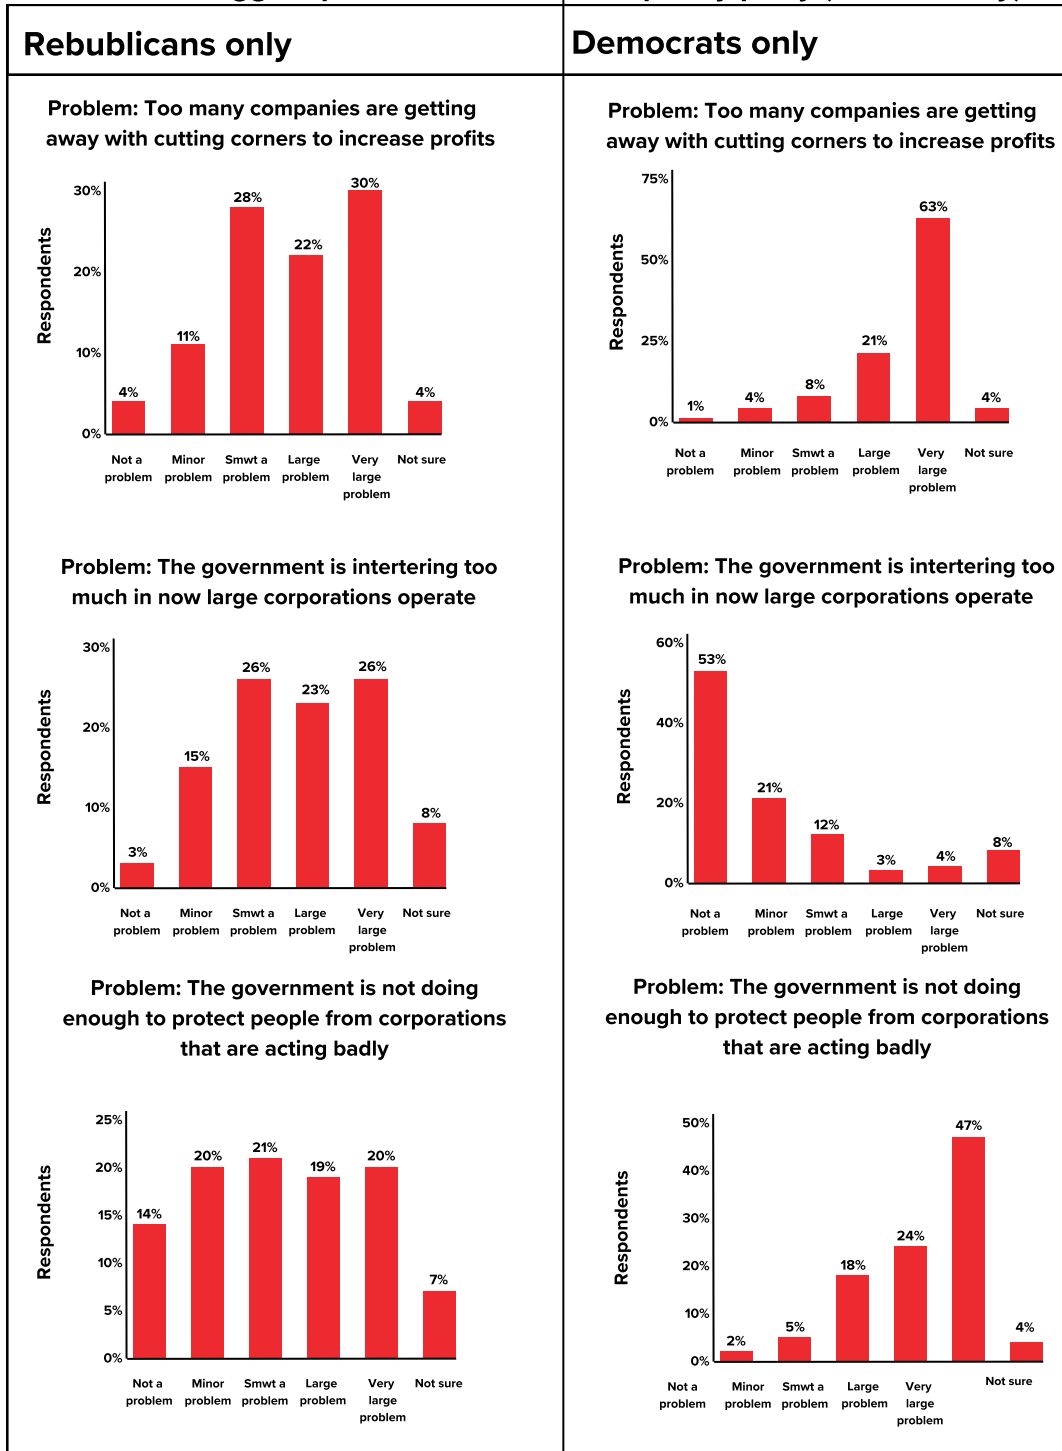 Rebublicans only
Democrats only
Problem: Too many companies are getting
away with cutting corners to increase profits
30%
20%
10%
0%
Respondents
4%
11%
28%
22%
30%
4%
Not a problem
Minor problem
Smwt a problem
Large problem
Very large problem
Not sure
Problem: Too many companies are getting
away with cutting corners to increase profits
75%
50%
25%
0%
Respondents
1%
4%
8%
21%
63%
4%
Not a problem
Minor problem
Smwt a problem
Large problem
Very large problem
Not sure
Problem: The government is intertering too
much in now large corporations operate
30%
20%
10%
0%
Respondents
3%
15%
26%
23%
26%
8%
Not a problem
Minor problem
Smwt a problem
Large problem
Very large problem
Not sure
Problem: The government is intertering too
much in now large corporations operate
60%
40%
20%
0%
Respondents
53%
21%
12%
3%
4%
8%
Not a problem
Minor problem
Smwt a problem
Large problem
Very large problem
Not sure
Problem: The government is not doing
enough to protect people from corporations
that are acting badly
25%
20%
15%
10%
5%
0%
Respondents
14%
20%
21%
19%
20%
7%
Not a problem
Minor problem
Smwt a problem
Large problem
Very large problem
Not sure
Problem: The government is not doing
enough to protect people from corporations
that are acting badly
50%
40%
30%
20%
10%
0%
Respondents
2%
5%
18%
24%
47%
4%
Not a problem
Minor problem
Smwt a problem
Large problem
Very large problem
Not sure